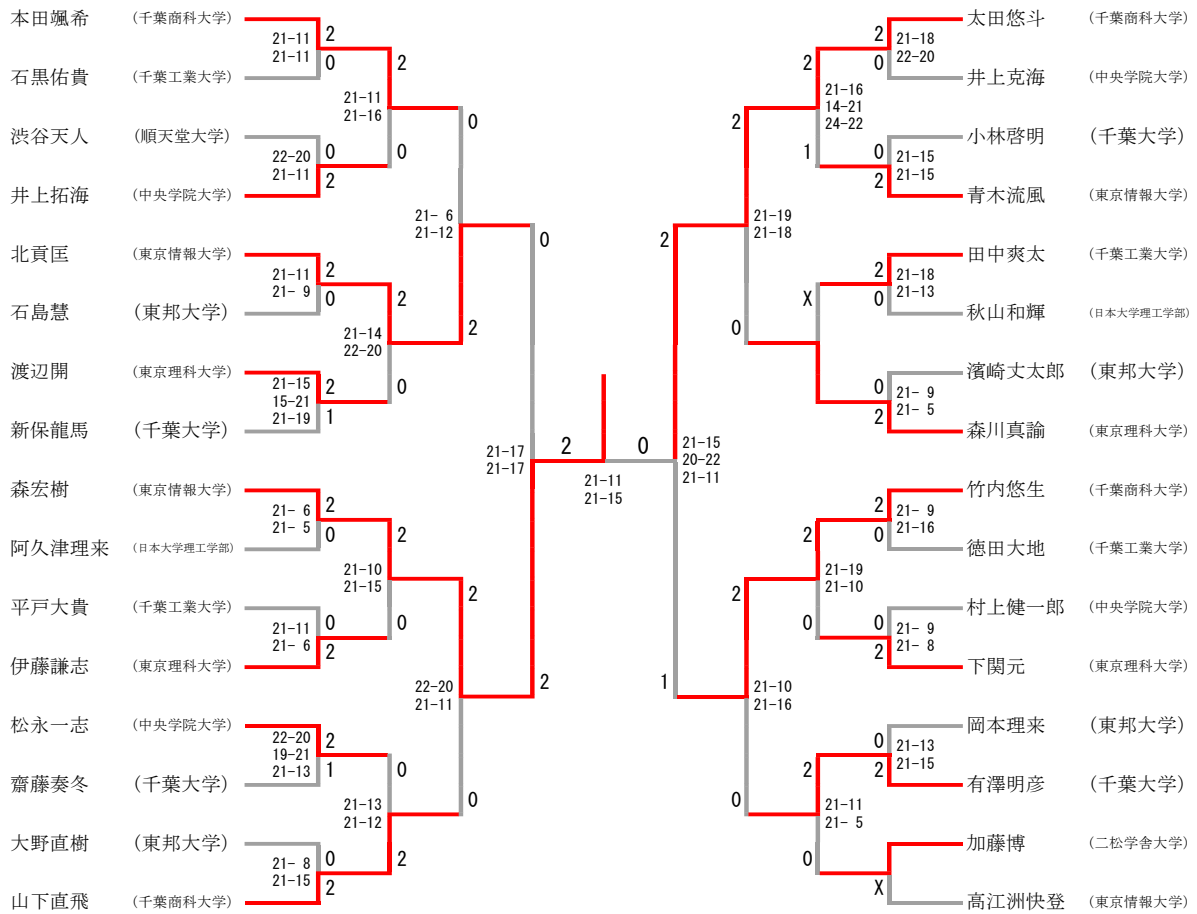 本田颯希 (千葉商科大学)
21-11 2
21-11 0
石黒佑貴 (千葉工業大学)
2
21-11
21-16
0
渋谷天人 (順天堂大学)
22-20 0
21-11 2
井上拓海 (中央学院大学)
0
21- 6
21-12
2
北貢匡 (東京情報大学)
21-11 2
21- 9 0
石島慧 (東邦大学)
2
21-14
22-20
0
渡辺開 (東京理科大学)
21-15 2
15-21
21-19 1
新保龍馬 (千葉大学)
0
21-17
21-17
2
森宏樹 (東京情報大学)
21- 6 2
21- 5 0
阿久津理来 (日本大学理工学部)
2
21-10
21-15
0
平戸大貴 (千葉工業大学)
21-11 0
21- 6 2
伊藤謙志 (東京理科大学)
2
22-20
21-11
0
松永一志 (中央学院大学)
22-20 2
19-21
21-13 1
齋藤奏冬 (千葉大学)
0
21-13
21-12
2
大野直樹 (東邦大学)
21- 8 0
21-15 2
山下直飛 (千葉商科大学)
2 0
21-11
21-15
太田悠斗 (千葉商科大学)
2 21-18
0 22-20
井上克海 (中央学院大学)
2
21-16
14-21
24-22
1
小林啓明 (千葉大学)
0 21-15
2 21-15
青木流風 (東京情報大学)
2
21-19
21-18
0
田中爽太 (千葉工業大学)
2 21-18
0 21-13
秋山和輝 (日本大学理工学部)
X
濱崎丈太郎 (東邦大学)
0 21- 9
2 21- 5
森川真諭 (東京理科大学)
2
21-15
20-22
21-11
1
竹内悠生 (千葉商科大学)
2 21- 9
0 21-16
徳田大地 (千葉工業大学)
2
21-19
21-10
0
村上健一郎 (中央学院大学)
0 21- 9
2 21- 8
下関元 (東京理科大学)
2
21-10
21-16
0
岡本理来 (東邦大学)
0 21-13
2 21-15
有澤明彦 (千葉大学)
2
21-11
21- 5
0
加藤博 (二松学舎大学)
X
高江洲快登 (東京情報大学)